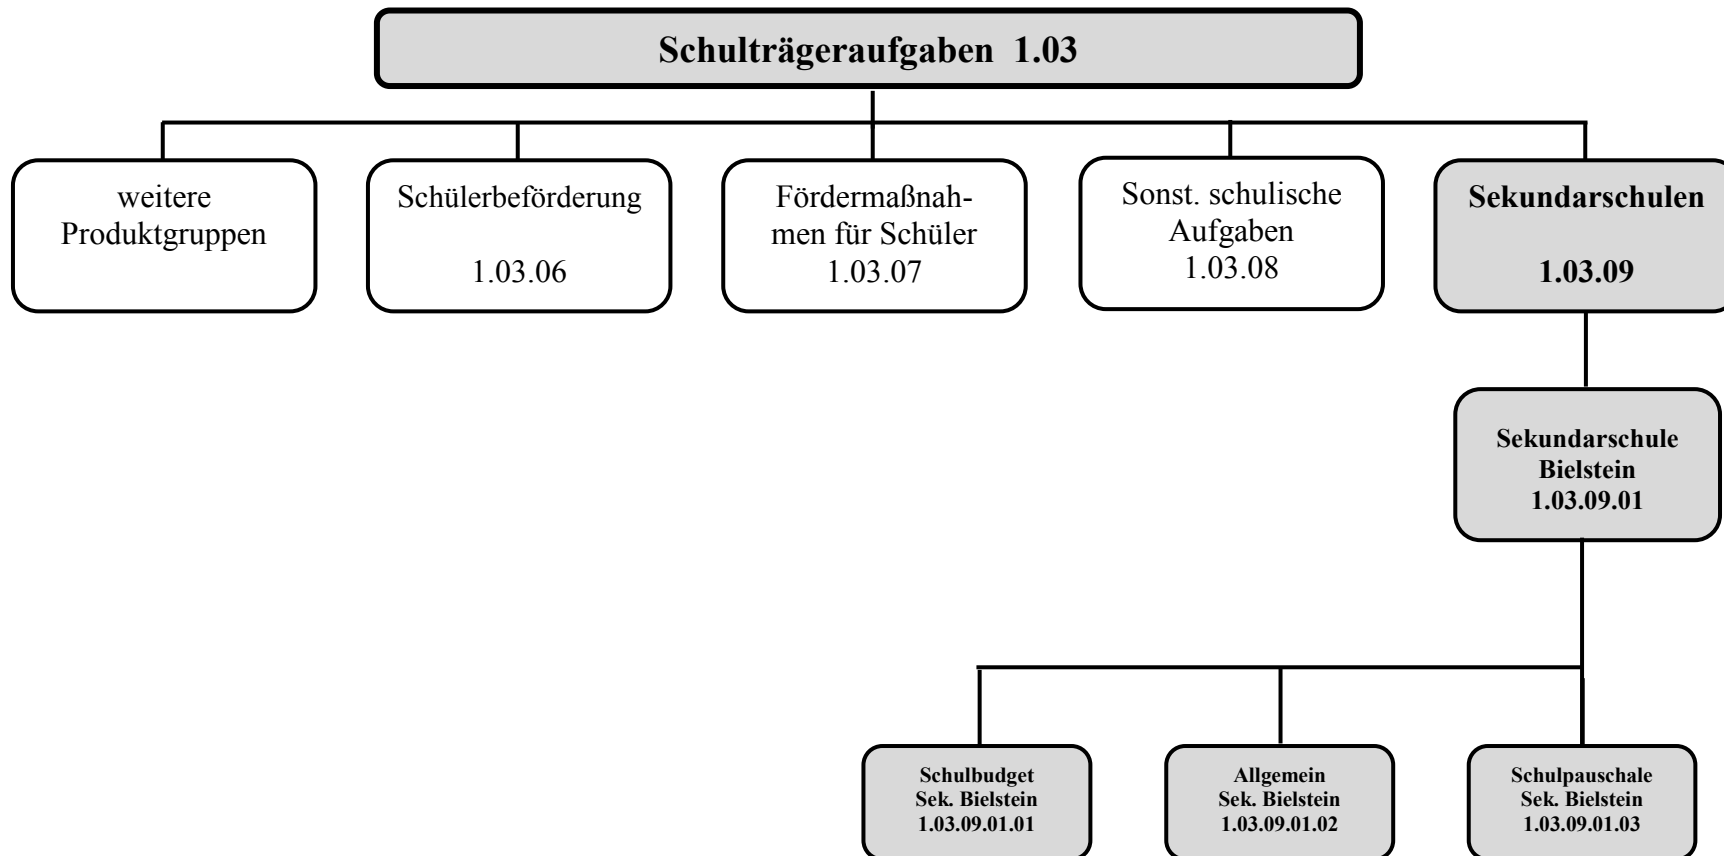 Schulträgeraufgaben 1.03
weitere
Produktgruppen
Schülerbeförderung
1.03.06
Fördermaßnah-
men für Schüler
1.03.07
Sonst. schulische
Aufgaben
1.03.08
Sekundarschulen
1.03.09
Sekundarschule
Bielstein
1.03.09.01
Schulbudget
Sek. Bielstein
1.03.09.01.01
Allgemein
Sek. Bielstein
1.03.09.01.02
Schulpauschale
Sek. Bielstein
1.03.09.01.03